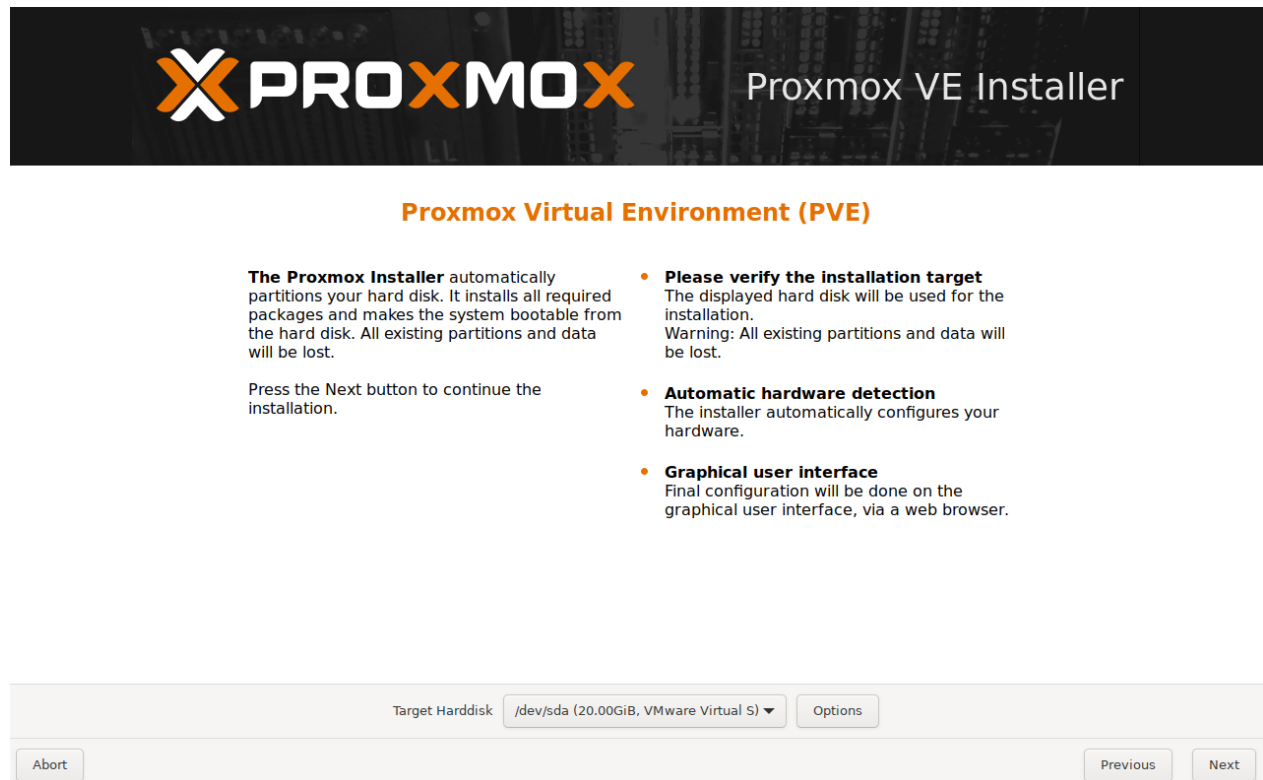 PROXMOX
Proxmox VE Installer
Proxmox Virtual Environment (PVE)
The Proxmox Installer automatically
partitions your hard disk. It installs all required
packages and makes the system bootable from
the hard disk. All existing partitions and data
will be lost.
Press the Next button to continue the
installation.
Please verify the installation target
The displayed hard disk will be used for the
installation.
Warning: All existing partitions and data will
be lost.
Automatic hardware detection
The installer automatically configures your
hardware.
Graphical user interface
Final configuration will be done on the
graphical user interface, via a web browser.
Target Harddisk /dev/sda (20.00GiB, VMware Virtual S) Options
Abort Previous Next